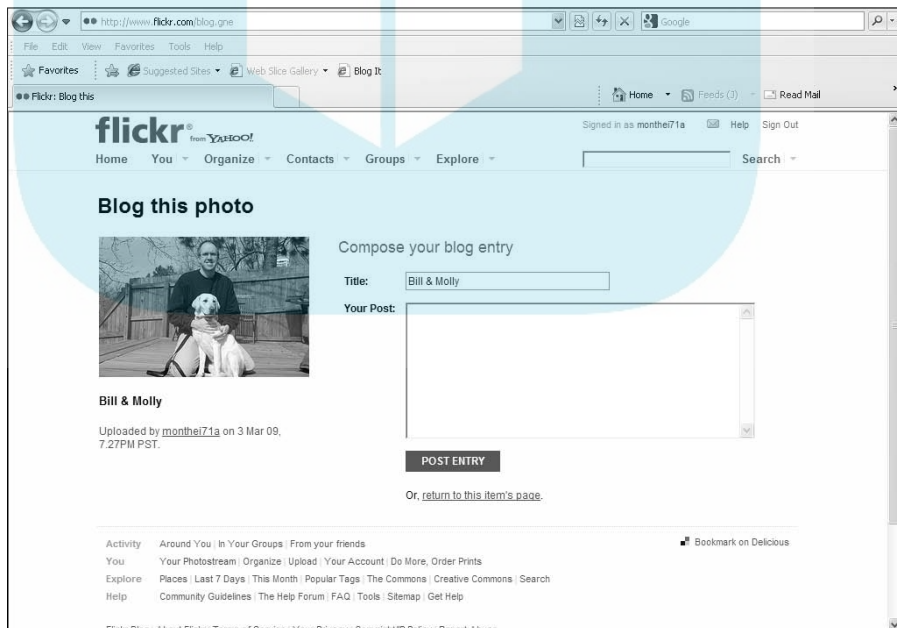 http://www.flickr.com/blog.gne
Google
File Edit View Favorites Tools Help
Favorites Suggested Sites Web Slice Gallery Blog It
Flickr: Blog this
Home Feeds (J) Read Mail
flickr® from YAHOO!
Signed in as monthei71a Help Sign Out
Home You Organize Contacts Groups Explore
Search
Blog this photo
Compose your blog entry
Title: Bill & Molly
Your Post:
Bill & Molly
Uploaded by monthei71a on 3 Mar 09,
7.27PM PST.
POST ENTRY
Or, return to this item's page.
Activity Around You | In Your Groups | From your friends
Bookmark on Delicious
You Your Photostream | Organize | Upload | Your Account | Do More, Order Prints
Explore Places | Last 7 Days | This Month | Popular Tags | The Commons | Creative Commons | Search
Help Community Guidelines | The Help Forum | FAQ | Tools | Sitemap | Get Help